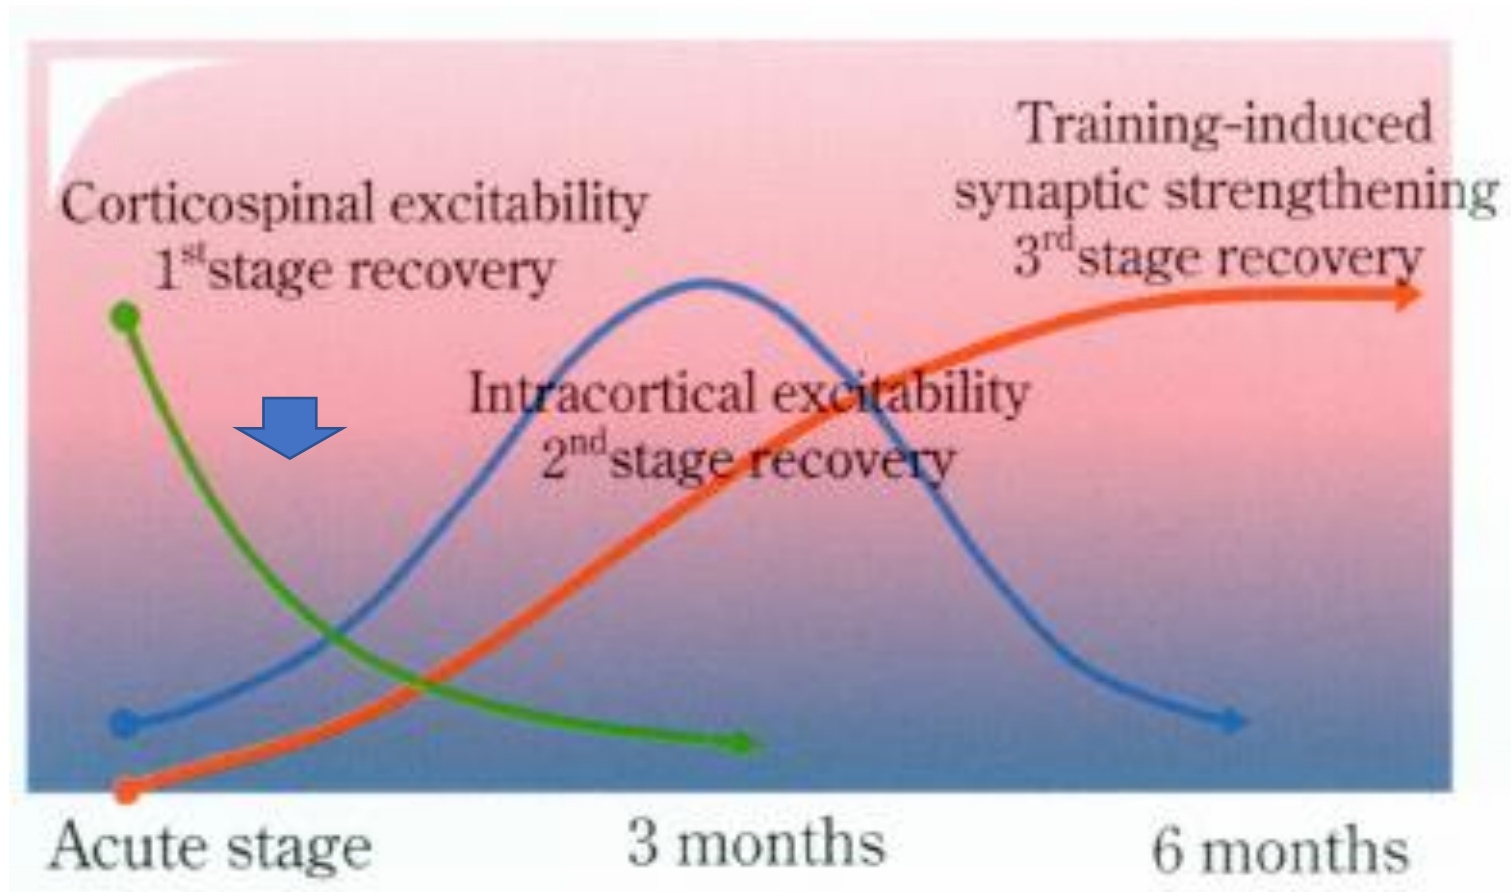 Training-induced
synaptic strengthening
3rd stage recovery
Corticospinal excitability
1st stage recovery
Intracortical excitability
2nd stage recovery
Acute stage
3 months
6 months